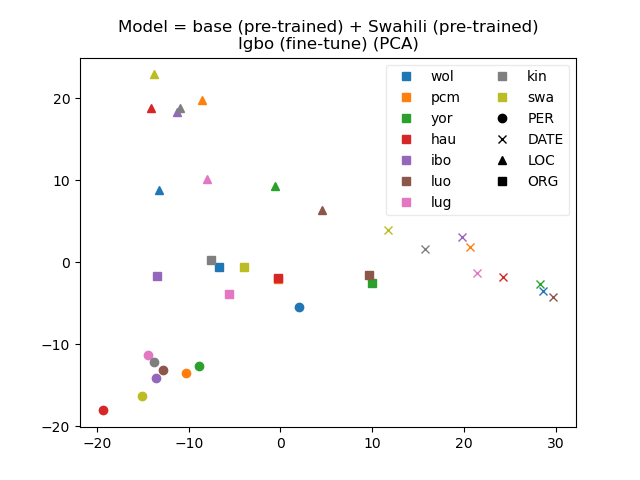 Model = base (pre-trained) + Swahili (pre-trained)
Igbo (fine-tune) (PCA)
wol
pcm
yor
hau
ibo
luo
lug
kin
swa
PER
DATE
LOC
ORG
20
10
0
−10
−20
−20
−10
0
10
20
30